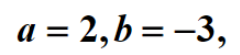 a = 2, b = −3,